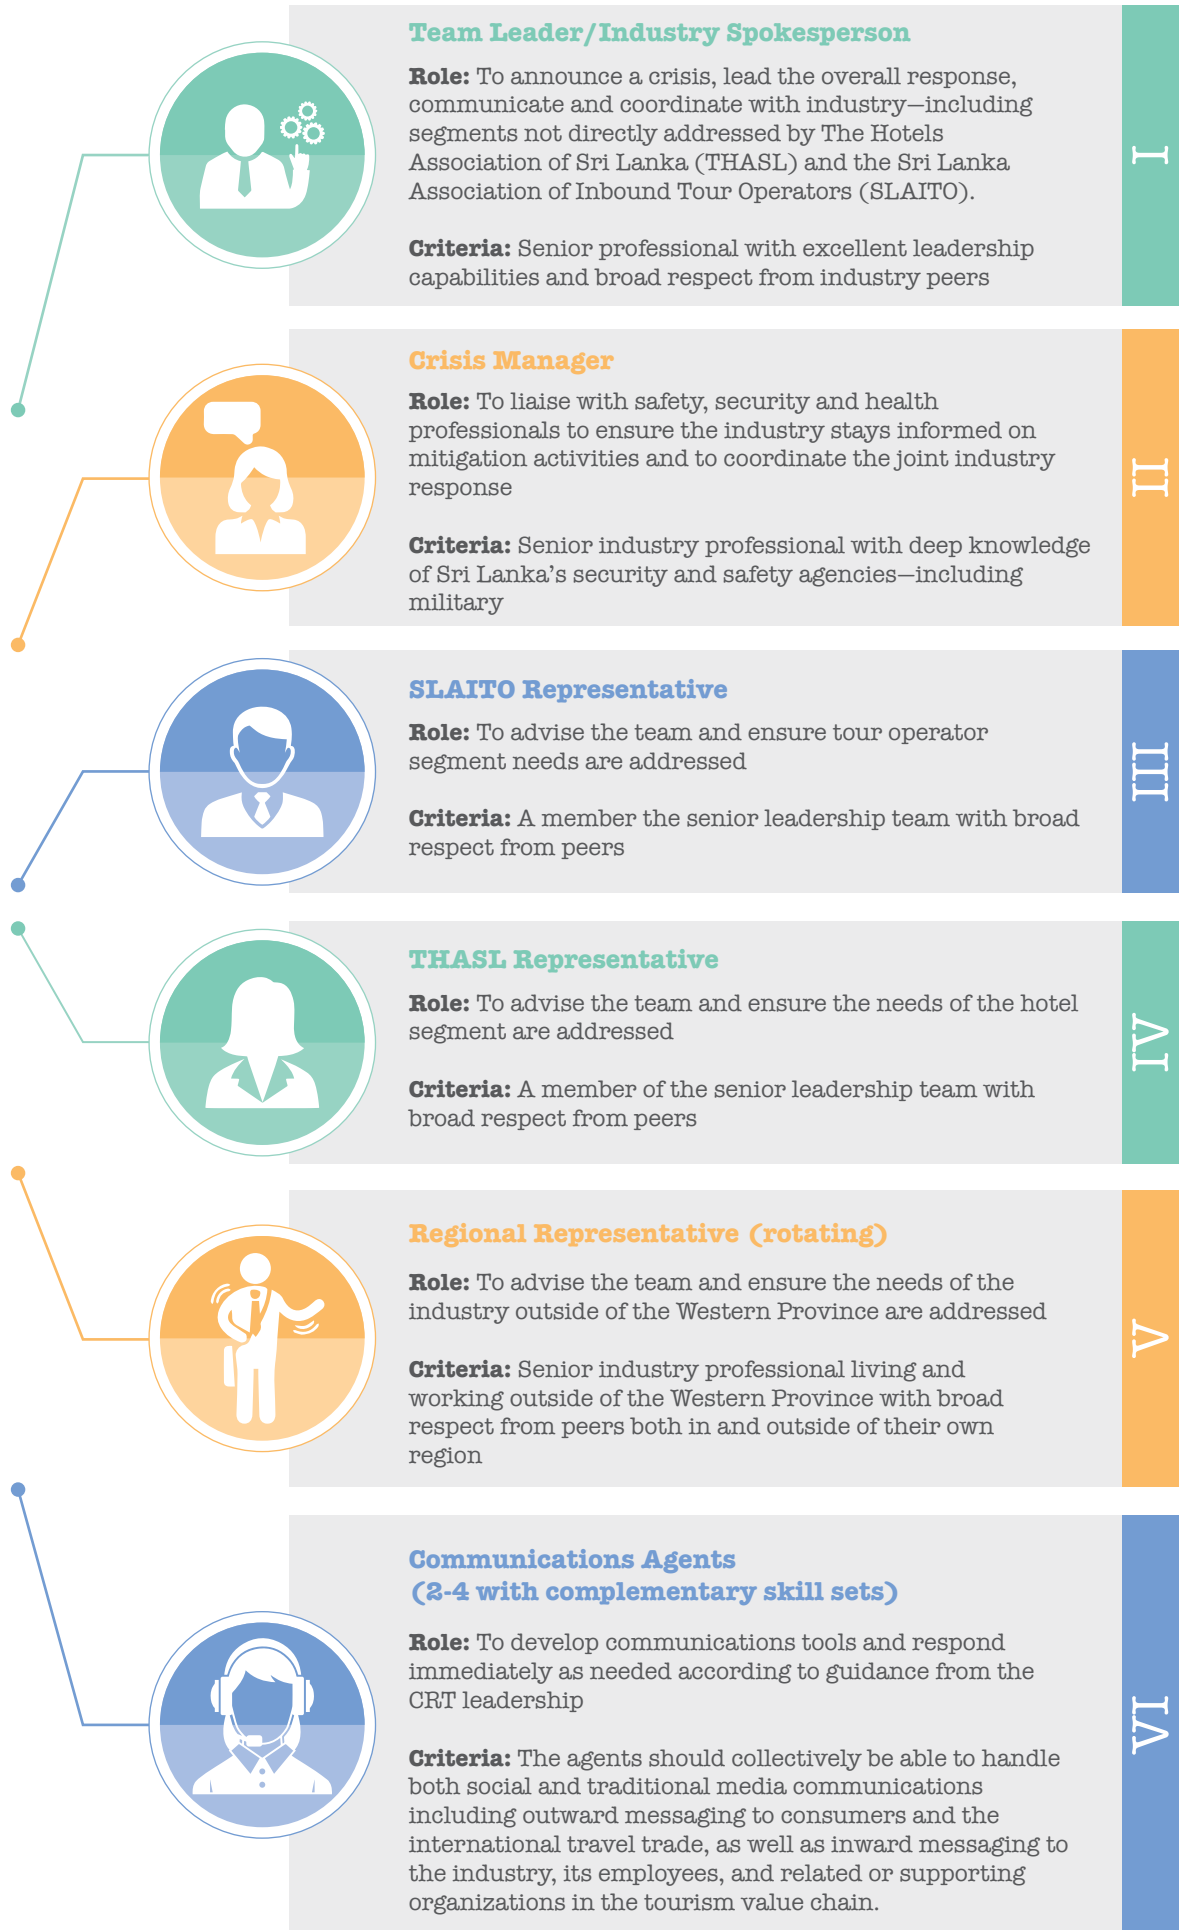 Team Leader/Industry Spokesperson
Role: To announce a crisis, lead the overall response,
communicate and coordinate with industry—including
segments not directly addressed by The Hotels
Association of Sri Lanka (THASL) and the Sri Lanka
Association of Inbound Tour Operators (SLAITO).
Criteria: Senior professional with excellent leadership
capabilities and broad respect from industry peers
I
Crisis Manager
Role: To liaise with safety, security and health
professionals to ensure the industry stays informed on
mitigation activities and to coordinate the joint industry
response
Criteria: Senior industry professional with deep knowledge
of Sri Lanka’s security and safety agencies—including
military
II
SLAITO Representative
Role: To advise the team and ensure tour operator
segment needs are addressed
Criteria: A member the senior leadership team with broad
respect from peers
III
THASL Representative
Role: To advise the team and ensure the needs of the hotel
segment are addressed
Criteria: A member of the senior leadership team with
broad respect from peers
IV
Regional Representative (rotating)
Role: To advise the team and ensure the needs of the
industry outside of the Western Province are addressed
Criteria: Senior industry professional living and
working outside of the Western Province with broad
respect from peers both in and outside of their own
region
V
Communications Agents
(2-4 with complementary skill sets)
Role: To develop communications tools and respond
immediately as needed according to guidance from the
CRT leadership
Criteria: The agents should collectively be able to handle
both social and traditional media communications
including outward messaging to consumers and the
international travel trade, as well as inward messaging to
the industry, its employees, and related or supporting
organizations in the tourism value chain.
VI